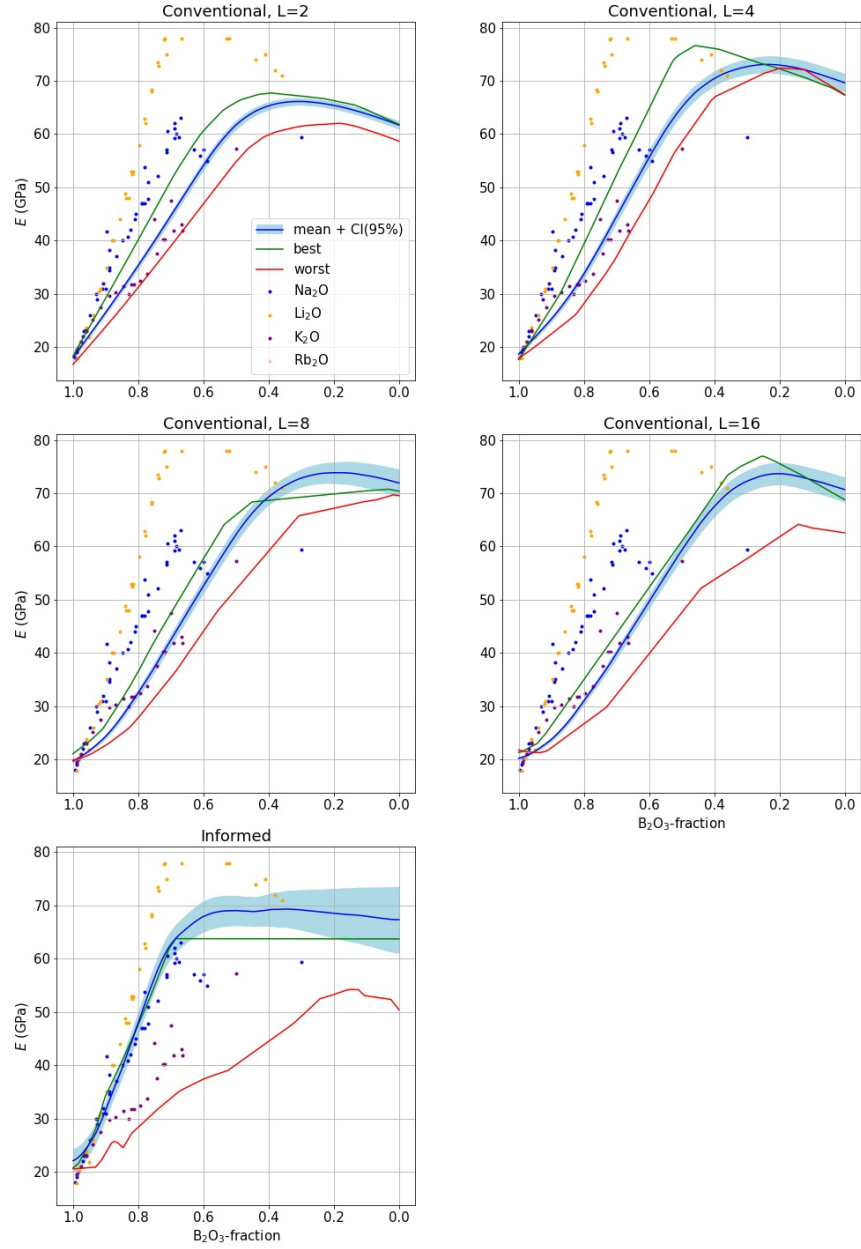 Conventional, L=2
80
70
60
50
40
30
20
E (GPa)
1.0 0.8 0.6 0.4 0.2 0.0
mean + CI(95%)
best
worst
Na₂O
Li₂O
K₂O
Rb₂O
Conventional, L=4
80
70
60
50
40
30
20
1.0 0.8 0.6 0.4 0.2 0.0
Conventional, L=8
80
70
60
50
40
30
20
E (GPa)
1.0 0.8 0.6 0.4 0.2 0.0
Conventional, L=16
80
70
60
50
40
30
20
1.0 0.8 0.6 0.4 0.2 0.0
B₂O₃-fraction
Informed
80
70
60
50
40
30
20
E (GPa)
1.0 0.8 0.6 0.4 0.2 0.0
B₂O₃-fraction